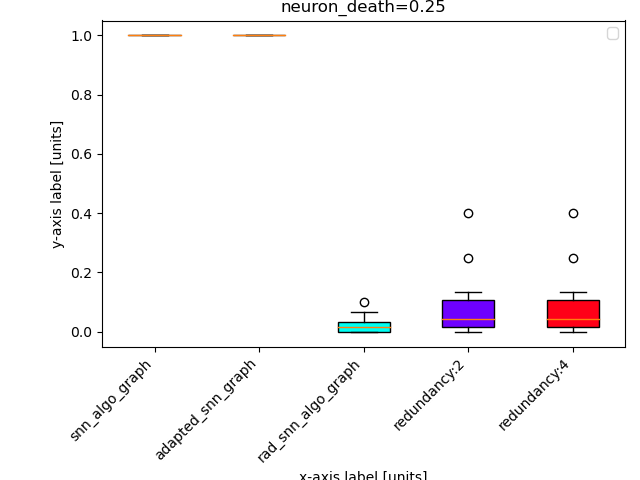 neuron_death=0.25
1.0
0.8
0.6
0.4
0.2
0.0
y-axis label [units]
snn_algo_graph
adapted_snn_graph
rad_snn_algo_graph
redundancy:2
redundancy:4
x-axis label [units]